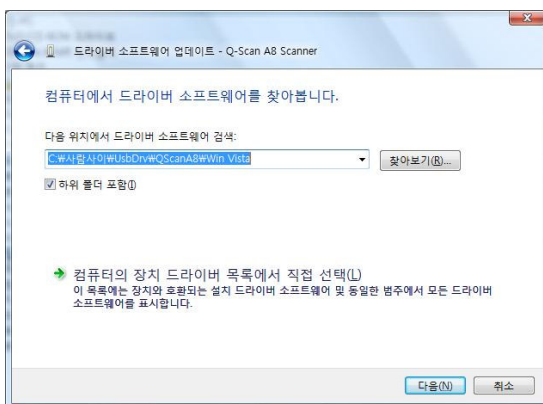 드라이버 소프트웨어 업데이트 - Q-Scan A8 Scanner
컴퓨터에서 드라이버 소프트웨어를 찾아봅니다.
다음 위치에서 드라이버 소프트웨어 검색:
C:₩사람사이₩UsbDrv₩QScanA8₩Win Vista
찾아보기(R)...
하위 폴더 포함(I)
컴퓨터의 장치 드라이버 목록에서 직접 선택(L)
이 목록에는 장치와 호환되는 설치 드라이버 소프트웨어 및 동일한 범주에서 모든 드라이버
소프트웨어를 표시합니다.
다음(N)
취소